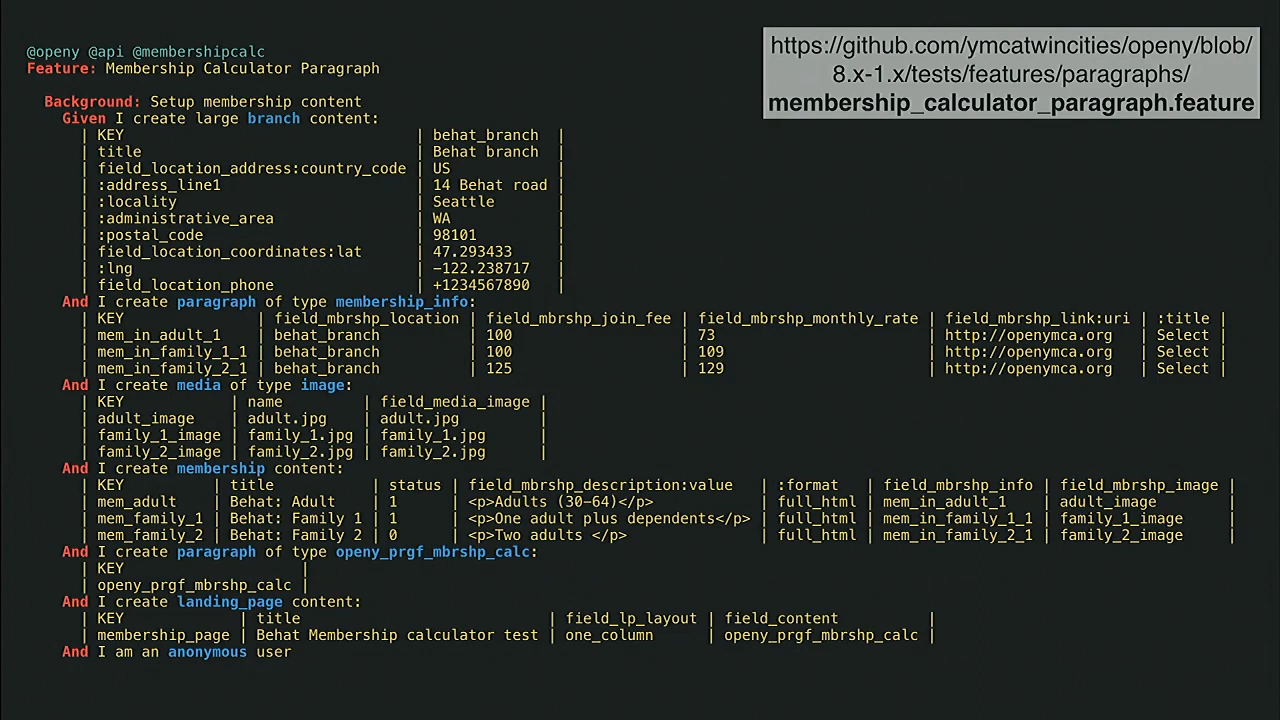 @openy @api @membershipcalc
Feature: Membership Calculator Paragraph
https://github.com/ymcatwincities/openy/blob/
8.x-1.x/tests/features/paragraphs/
membership_calculator_paragraph.feature
Background: Setup membership content
Given I create large branch content:
| KEY | behat_branch |
| title | Behat branch |
| field_location_address:country_code | US |
| :address_line1 | 14 Behat road |
| :locality | Seattle |
| :administrative_area | WA |
| :postal_code | 98101 |
| field_location_coordinates:lat | 47.293433 |
| :lng | −122.238717 |
| field_location_phone | +1234567890 |
And I create paragraph of type membership_info:
| KEY | field_mbrshp_location | field_mbrshp_join_fee | field_mbrshp_monthly_rate | field_mbrshp_link:uri | :title |
| mem_in_adult_1 | behat_branch | 100 | 73 | http://openymca.org | Select |
| mem_in_family_1_1 | behat_branch | 100 | 109 | http://openymca.org | Select |
| mem_in_family_2_1 | behat_branch | 125 | 129 | http://openymca.org | Select |
And I create media of type image:
| KEY | name | field_media_image |
| adult_image | adult.jpg | adult.jpg |
| family_1_image | family_1.jpg | family_1.jpg |
| family_2_image | family_2.jpg | family_2.jpg |
And I create membership content:
| KEY | title | status | field_mbrshp_description:value | :format | field_mbrshp_info | field_mbrshp_image |
| mem_adult | Behat: Adult | 1 | <p>Adults (30−64)</p> | full_html | mem_in_adult_1 | adult_image |
| mem_family_1 | Behat: Family 1 | 1 | <p>One adult plus dependents</p> | full_html | mem_in_family_1_1 | family_1_image |
| mem_family_2 | Behat: Family 2 | 0 | <p>Two adults </p> | full_html | mem_in_family_2_1 | family_2_image |
And I create paragraph of type openy_prgf_mbrshp_calc:
| KEY |
| openy_prgf_mbrshp_calc |
And I create landing_page content:
| KEY | title | field_lp_layout | field_content |
| membership_page | Behat Membership calculator test | one_column | openy_prgf_mbrshp_calc |
And I am an anonymous user